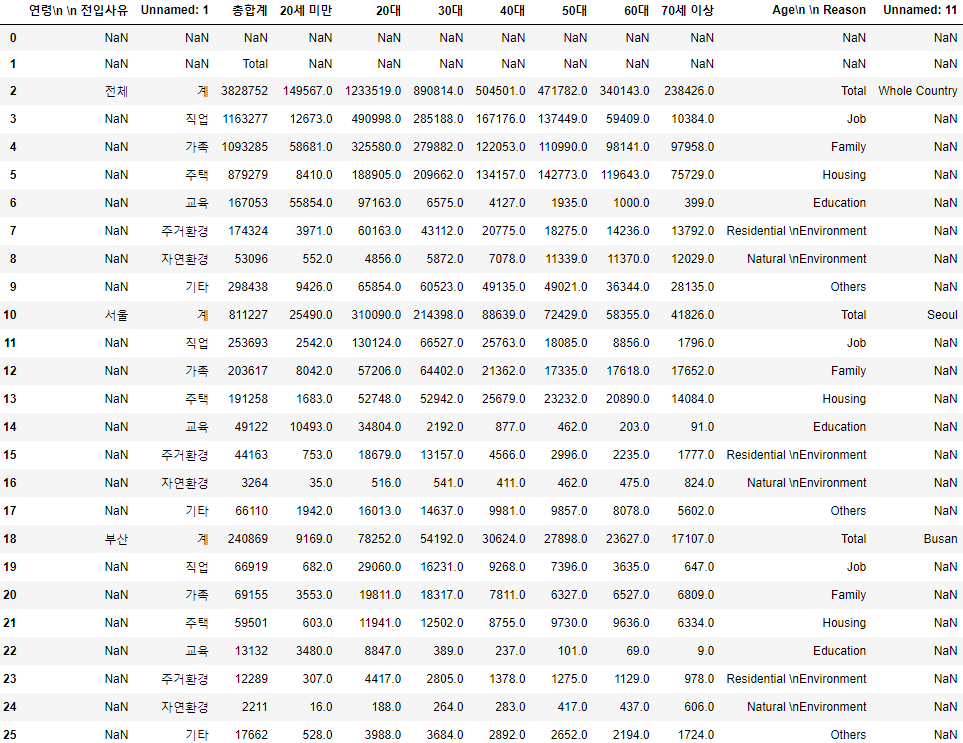 연령\n \n 전입사유 Unnamed: 1 총합계 20세 미만 20대 30대 40대 50대 60대 70세 이상 Age\n \n Reason Unnamed: 11
0 NaN NaN NaN NaN NaN NaN NaN NaN NaN NaN NaN NaN
1 NaN NaN Total NaN NaN NaN NaN NaN NaN NaN NaN NaN
2 전체 계 3828752 149567.0 1233519.0 890814.0 504501.0 471782.0 340143.0 238426.0 Total Whole Country
3 NaN 직업 1163277 12673.0 490998.0 285188.0 167176.0 137449.0 59409.0 10384.0 Job NaN
4 NaN 가족 1093285 58681.0 325580.0 279882.0 122053.0 110990.0 98141.0 97958.0 Family NaN
5 NaN 주택 879279 8410.0 188905.0 209662.0 134157.0 142773.0 119643.0 75729.0 Housing NaN
6 NaN 교육 167053 55854.0 97163.0 6575.0 4127.0 1935.0 1000.0 399.0 Education NaN
7 NaN 주거환경 174324 3971.0 60163.0 43112.0 20775.0 18275.0 14236.0 13792.0 Residential \nEnvironment NaN
8 NaN 자연환경 53096 552.0 4856.0 5872.0 7078.0 11339.0 11370.0 12029.0 Natural \nEnvironment NaN
9 NaN 기타 298438 9426.0 65854.0 60523.0 49135.0 49021.0 36344.0 28135.0 Others NaN
10 서울 계 811227 25490.0 310090.0 214398.0 88639.0 72429.0 58355.0 41826.0 Total Seoul
11 NaN 직업 253693 2542.0 130124.0 66527.0 25763.0 18085.0 8856.0 1796.0 Job NaN
12 NaN 가족 203617 8042.0 57206.0 64402.0 21362.0 17335.0 17618.0 17652.0 Family NaN
13 NaN 주택 191258 1683.0 52748.0 52942.0 25679.0 23232.0 20890.0 14084.0 Housing NaN
14 NaN 교육 49122 10493.0 34804.0 2192.0 877.0 462.0 203.0 91.0 Education NaN
15 NaN 주거환경 44163 753.0 18679.0 13157.0 4566.0 2996.0 2235.0 1777.0 Residential \nEnvironment NaN
16 NaN 자연환경 3264 35.0 516.0 541.0 411.0 462.0 475.0 824.0 Natural \nEnvironment NaN
17 NaN 기타 66110 1942.0 16013.0 14637.0 9981.0 9857.0 8078.0 5602.0 Others NaN
18 부산 계 240869 9169.0 78252.0 54192.0 30624.0 27898.0 23627.0 17107.0 Total Busan
19 NaN 직업 66919 682.0 29060.0 16231.0 9268.0 7396.0 3635.0 647.0 Job NaN
20 NaN 가족 69155 3553.0 19811.0 18317.0 7811.0 6327.0 6527.0 6809.0 Family NaN
21 NaN 주택 59501 603.0 11941.0 12502.0 8755.0 9730.0 9636.0 6334.0 Housing NaN
22 NaN 교육 13132 3480.0 8847.0 389.0 237.0 101.0 69.0 9.0 Education NaN
23 NaN 주거환경 12289 307.0 4417.0 2805.0 1378.0 1275.0 1129.0 978.0 Residential \nEnvironment NaN
24 NaN 자연환경 2211 16.0 188.0 264.0 283.0 417.0 437.0 606.0 Natural \nEnvironment NaN
25 NaN 기타 17662 528.0 3988.0 3684.0 2892.0 2652.0 2194.0 1724.0 Others NaN